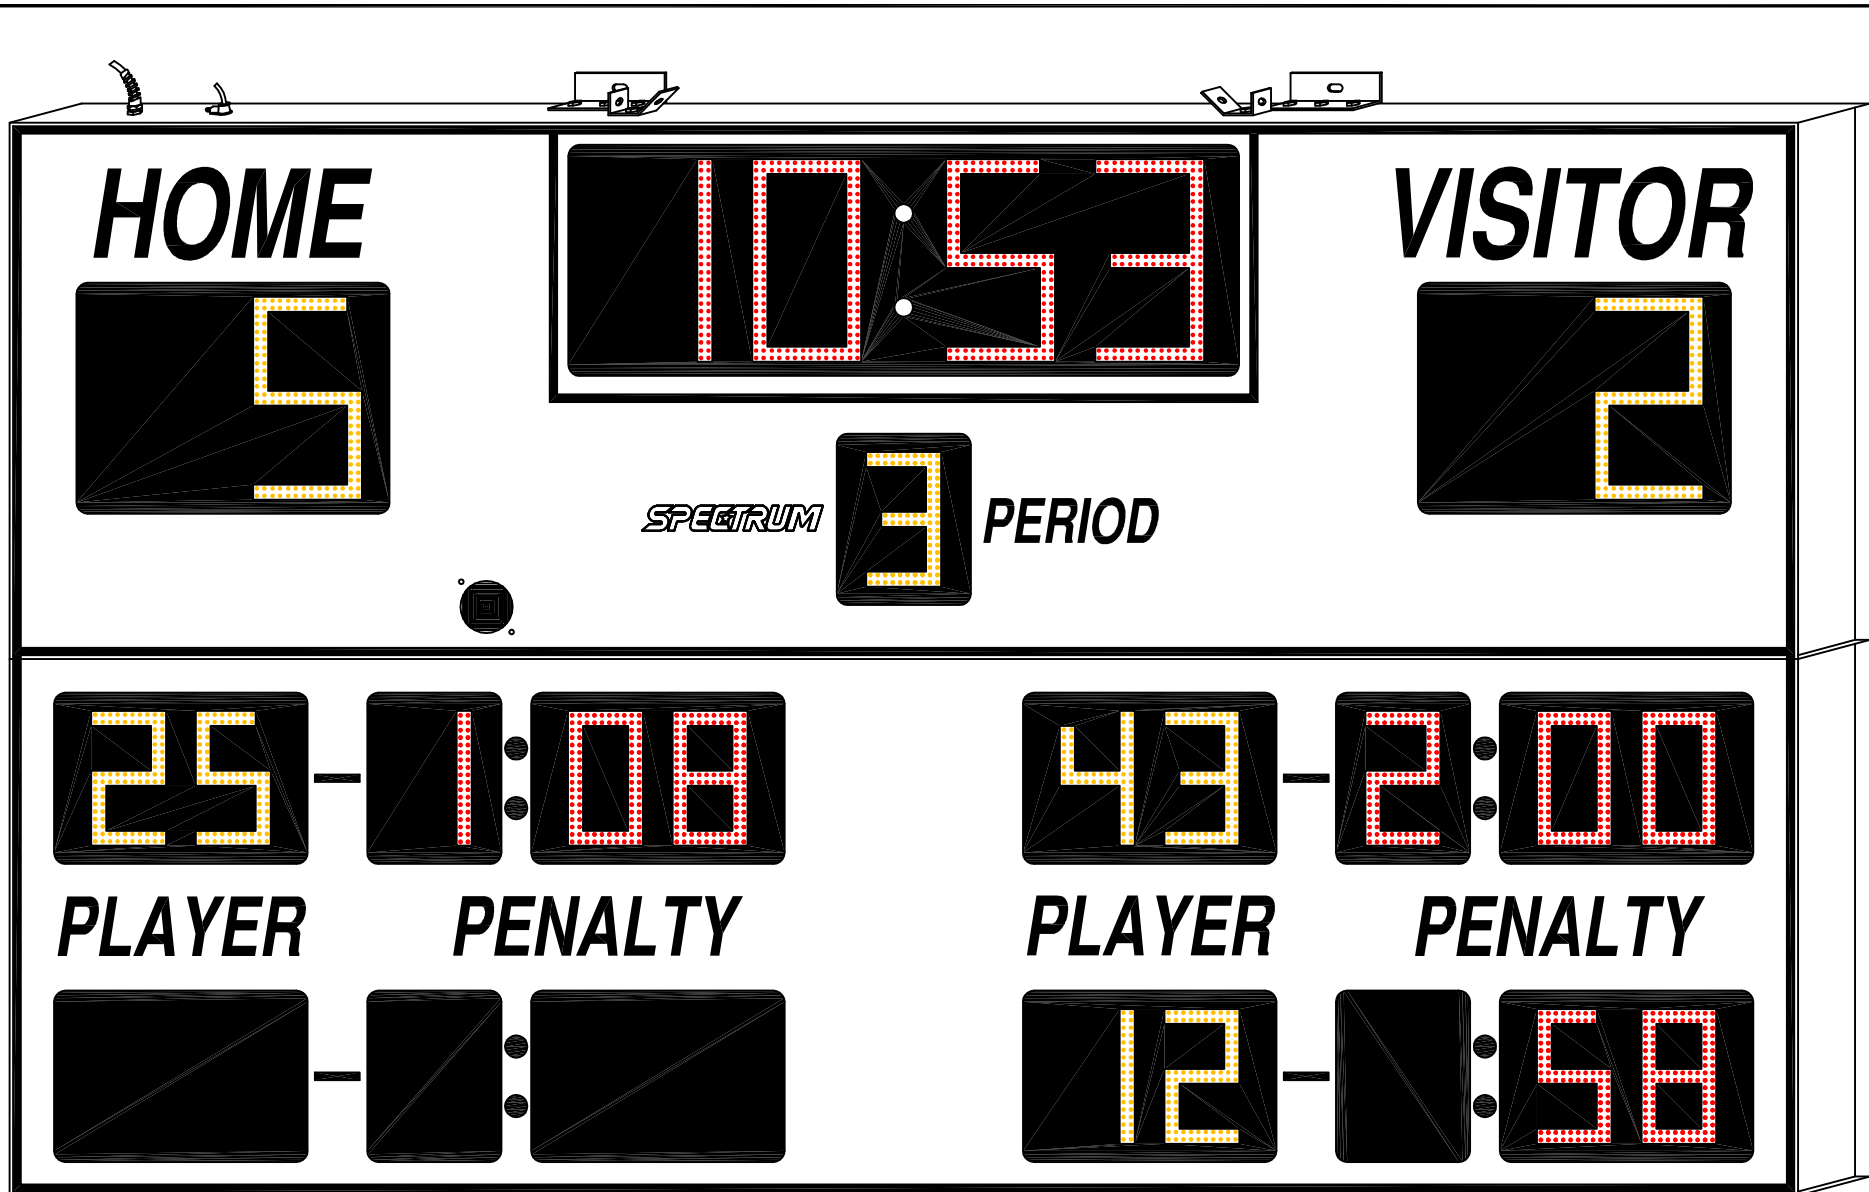 HOME 10:53 VISITOR
5 2
SPECTRUM 3 PERIOD
25 - 1:08 43 - 2:00
PLAYER PENALTY PLAYER PENALTY
- : 12 - :58